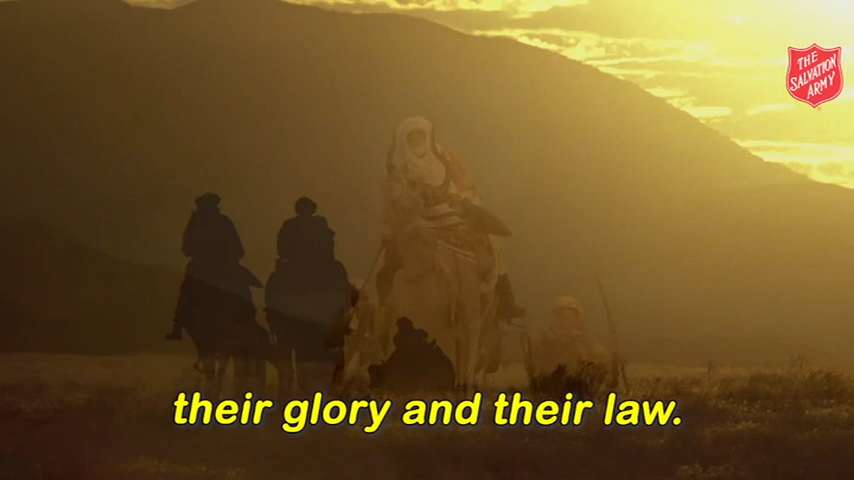 THE
SALVATION
ARMY
their glory and their law.